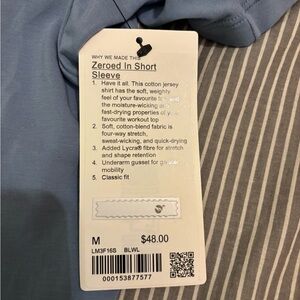 WHY WE MADE THIS
Zeroed In Short
Sleeve
1. Have it all. This cotton jersey
shirt has the soft, weighty
feel of your favourite and
the moisture-wicking
fast-drying properties of
favourite workout top
2. Soft, cotton-blend fabric is
four-way stretch,
sweat-wicking, and quick-drying
3. Added Lycra® fibre for stretch
and shape retention
4. Underarm gusset for
mobility
5. Classic fit
M $48.00
LM3F16S BLWL
000153877577